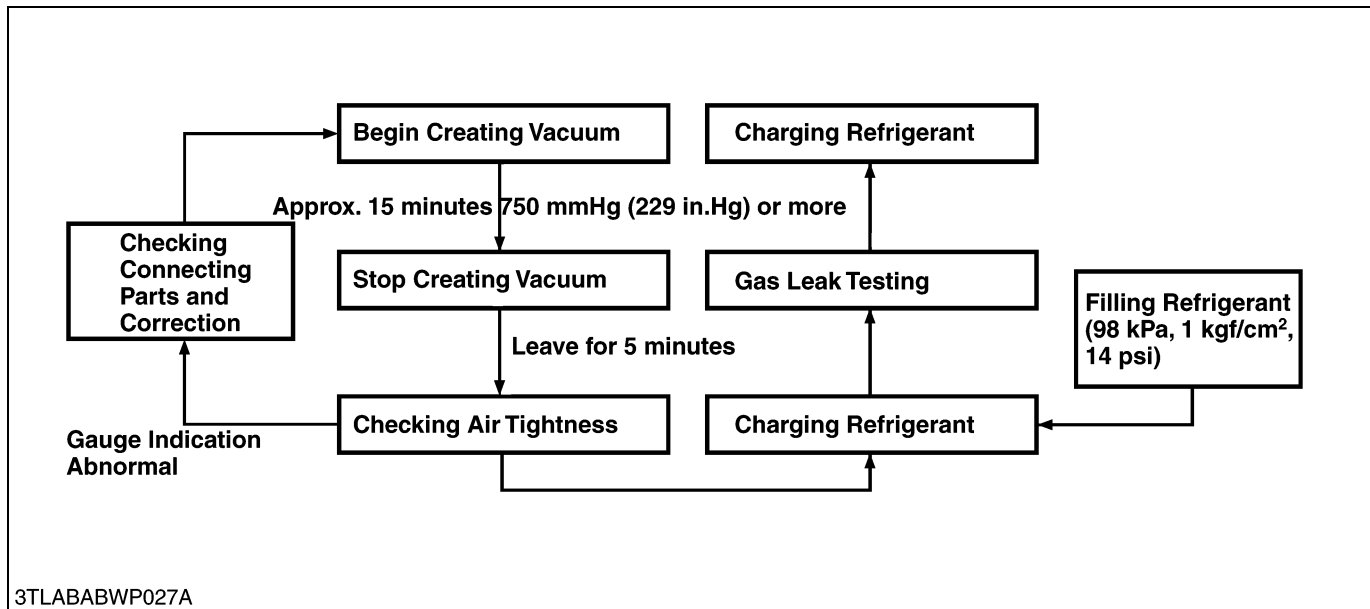 Begin Creating Vacuum
Charging Refrigerant
Approx. 15 minutes 750 mmHg (229 in.Hg) or more
Checking
Connecting
Parts and
Correction
Stop Creating Vacuum
Gas Leak Testing
Filling Refrigerant
(98 kPa, 1 kgf/cm²,
14 psi)
Leave for 5 minutes
Checking Air Tightness
Charging Refrigerant
Gauge Indication
Abnormal
3TLABABWP027A